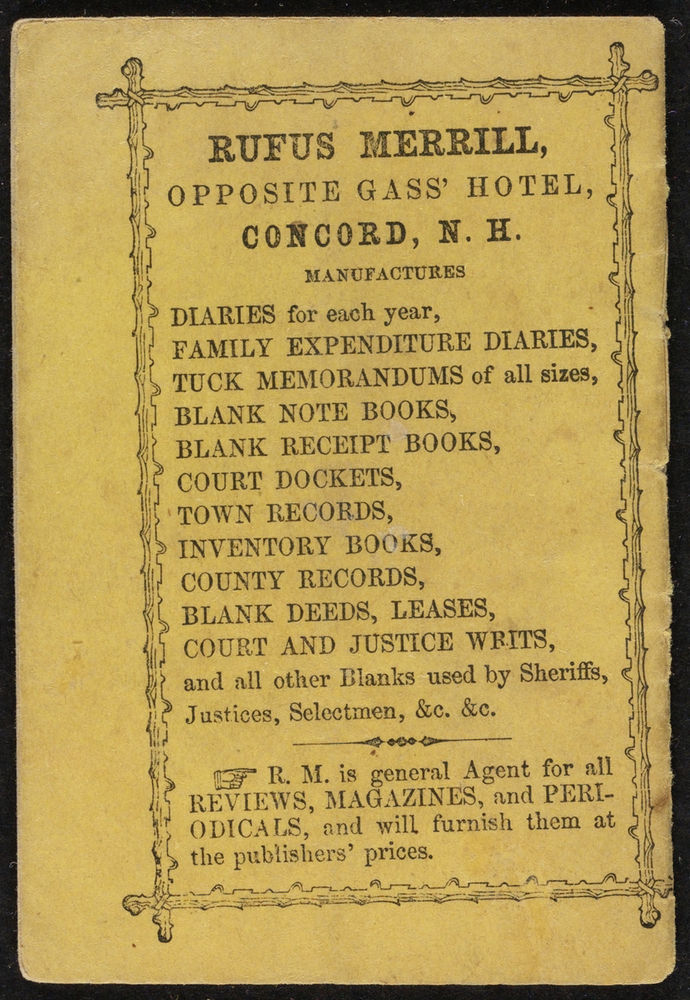 RUFUS MERRILL,
OPPOSITE GASS' HOTEL,
CONCORD, N. H.
MANUFACTURES
DIARIES for each year,
FAMILY EXPENDITURE DIARIES,
TUCK MEMORANDUMS of all sizes,
BLANK NOTE BOOKS,
BLANK RECEIPT BOOKS,
COURT DOCKETS,
TOWN RECORDS,
INVENTORY BOOKS,
COUNTY RECORDS,
BLANK DEEDS, LEASES,
COURT AND JUSTICE WRITS,
and all other Blanks used by Sheriffs,
Justices, Selectmen, &c. &c.
☞ R. M. is general Agent for all
REVIEWS, MAGAZINES, and PERI-
ODICALS, and will furnish them at
the publishers' prices.